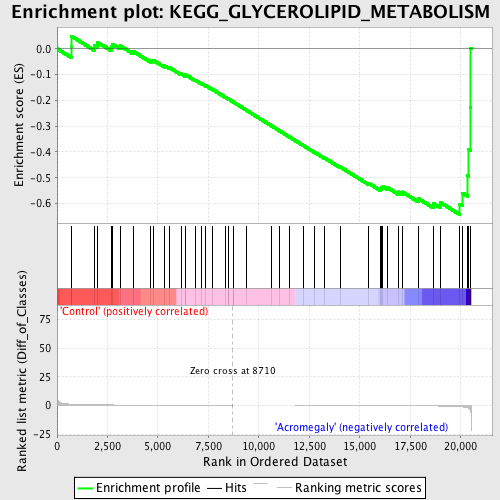 Enrichment plot: KEGG_GLYCEROLIPID_METABOLISM
Enrichment score (ES)
0.0
-0.1
-0.2
-0.3
-0.4
-0.5
-0.6
'Control' (positively correlated)
Ranked list metric (Diff_of_Classes)
75
50
25
0
-25
Zero cross at 8710
'Acromegaly' (negatively correlated)
0 2,500 5,000 7,500 10,000 12,500 15,000 17,500 20,000
Rank in Ordered Dataset
Enrichment profile Hits Ranking metric scores